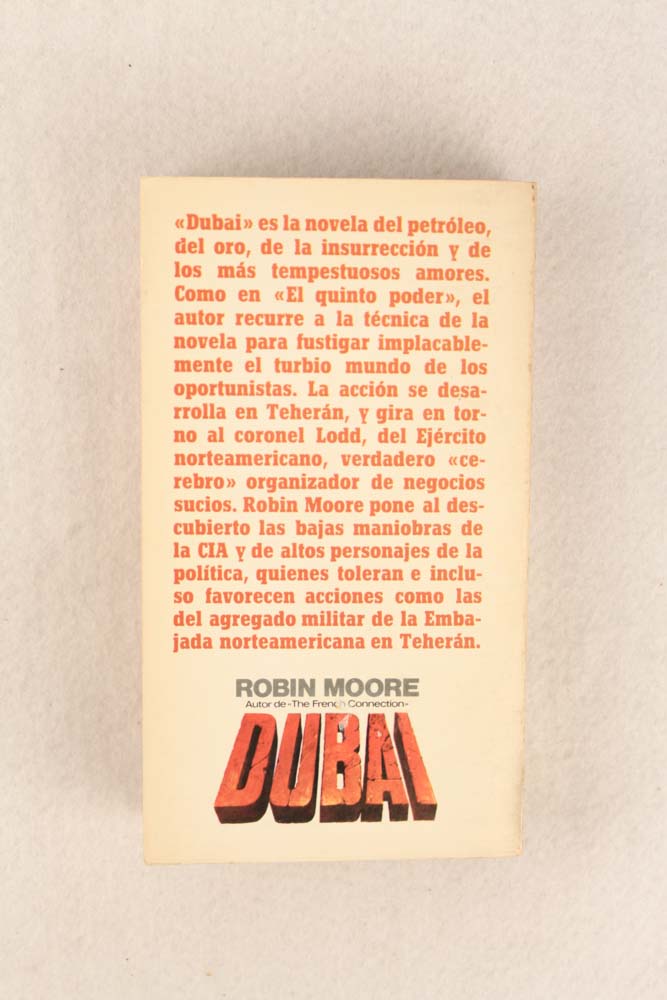 «Dubai» es la novela del petróleo,
del oro, de la insurrección y de
los más tempestuosos amores.
Como en «El quinto poder», el
autor recurre a la técnica de la
novela para fustigar implacable-
mente el turbio mundo de los
oportunistas. La acción se desa-
rrolla en Teherán, y gira en tor-
no al coronel Lodd, del Ejército
norteamericano, verdadero «ce-
rebro» organizador de negocios
sucios. Robin Moore pone al des-
cubierto las bajas maniobras de
la CIA y de altos personajes de la
política, quienes toleran e inclu-
so favorecen acciones como las
del agregado militar de la Emba-
jada norteamericana en Teherán.
ROBIN MOORE
Autor de «The French Connection»
DUBAI